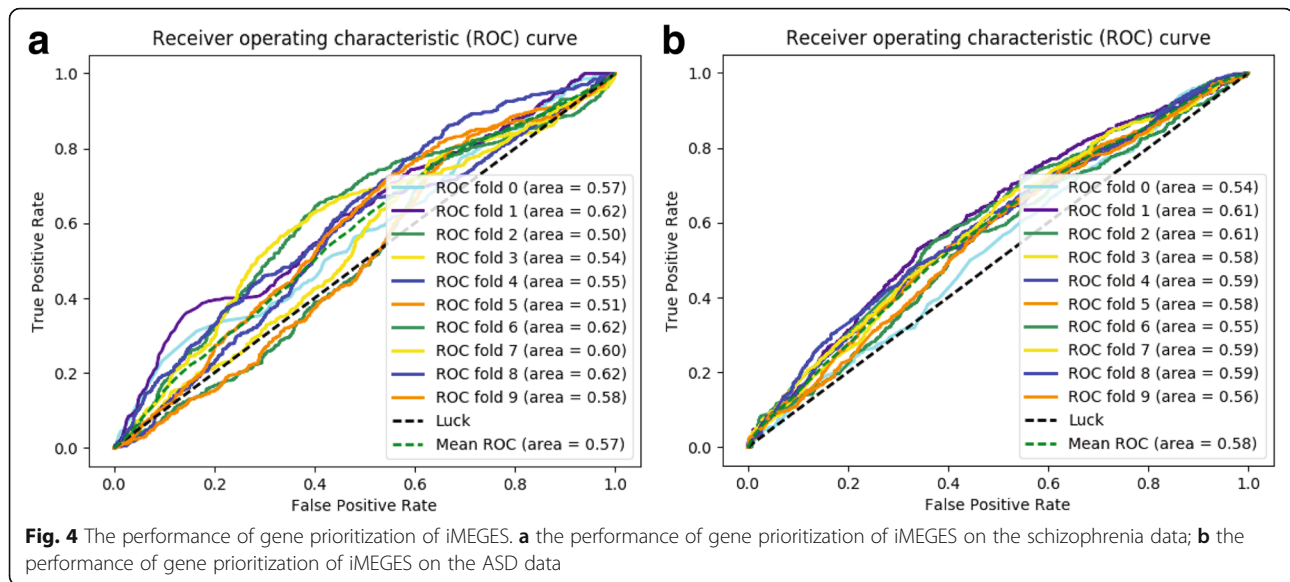 a
Receiver operating characteristic (ROC) curve
True Positive Rate
1.0
0.8
0.6
0.4
0.2
0.0
ROC fold 0 (area = 0.57)
ROC fold 1 (area = 0.62)
ROC fold 2 (area = 0.50)
ROC fold 3 (area = 0.54)
ROC fold 4 (area = 0.55)
ROC fold 5 (area = 0.51)
ROC fold 6 (area = 0.62)
ROC fold 7 (area = 0.60)
ROC fold 8 (area = 0.62)
ROC fold 9 (area = 0.58)
Luck
Mean ROC (area = 0.57)
0.0 0.2 0.4 0.6 0.8 1.0
False Positive Rate
b
Receiver operating characteristic (ROC) curve
True Positive Rate
1.0
0.8
0.6
0.4
0.2
0.0
ROC fold 0 (area = 0.54)
ROC fold 1 (area = 0.61)
ROC fold 2 (area = 0.61)
ROC fold 3 (area = 0.58)
ROC fold 4 (area = 0.59)
ROC fold 5 (area = 0.58)
ROC fold 6 (area = 0.55)
ROC fold 7 (area = 0.59)
ROC fold 8 (area = 0.59)
ROC fold 9 (area = 0.56)
Luck
Mean ROC (area = 0.58)
0.0 0.2 0.4 0.6 0.8 1.0
False Positive Rate
Fig. 4 The performance of gene prioritization of iMEGES. a the performance of gene prioritization of iMEGES on the schizophrenia data; b the
performance of gene prioritization of iMEGES on the ASD data